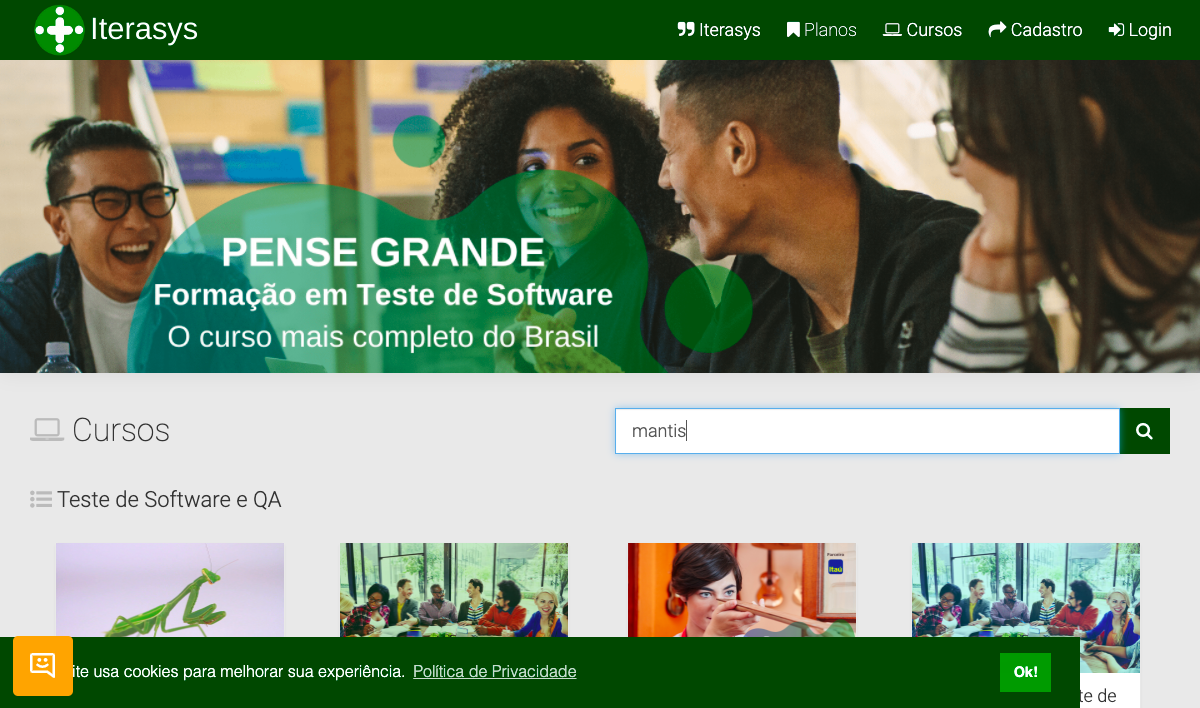 Iterasys
Iterasys Planos Cursos Cadastro Login
PENSE GRANDE
Formação em Teste de Software
O curso mais completo do Brasil
Cursos
mantis
Teste de Software e QA
Parceiro
Itaú
ite usa cookies para melhorar sua experiência. Política de Privacidade
Ok!
te de